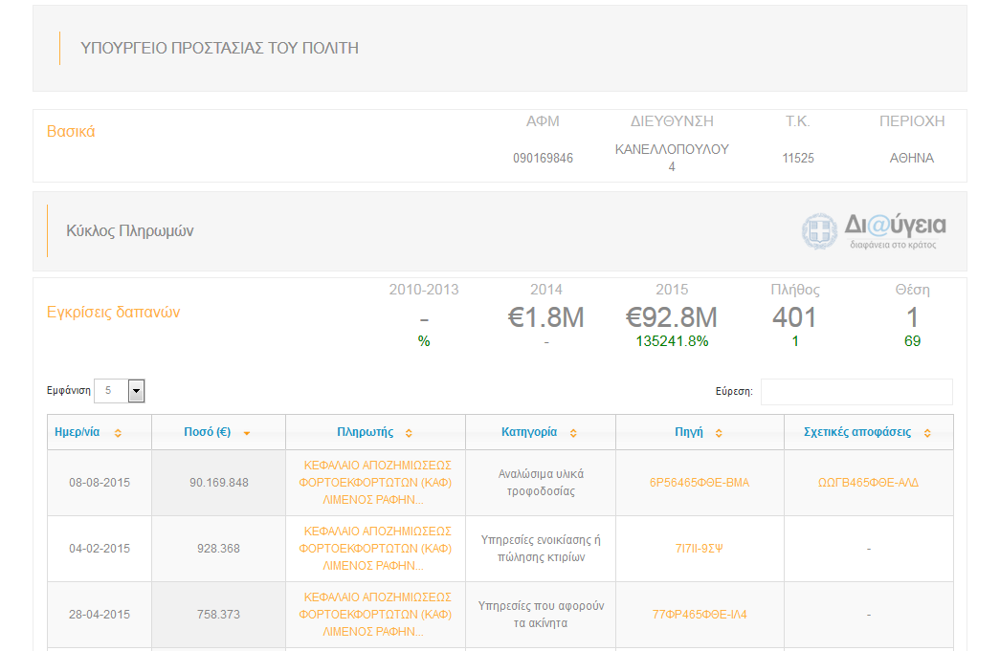 ΥΠΟΥΡΓΕΙΟ ΠΡΟΣΤΑΣΙΑΣ ΤΟΥ ΠΟΛΙΤΗ
Βασικά
ΑΦΜ ΔΙΕΥΘΥΝΣΗ Τ.Κ. ΠΕΡΙΟΧΗ
090169846 ΚΑΝΕΛΛΟΠΟΥΛΟΥ 4 11525 ΑΘΗΝΑ
Κύκλος Πληρωμών
Δι@ύγεια
διαφάνεια στο κράτος
Εγκρίσεις δαπανών
2010-2013 2014 2015 Πλήθος Θέση
- €1.8M €92.8M 401 1
% - 135241.8% 1 69
Εμφάνιση 5 Εύρεση:
Ημερ/νία Ποσό (€) Πληρωτής Κατηγορία Πηγή Σχετικές αποφάσεις
ΚΕΦΑΛΑΙΟ ΑΠΟΖΗΜΙΩΣΕΩΣ
08-08-2015 90.169.848 ΦΟΡΤΟΕΚΦΟΡΤΩΤΩΝ (ΚΑΦ) Αναλώσιμα υλικά τροφοδοσίας 6Ρ56465ΦΘΕ-ΒΜΑ ΩΩΓΒ465ΦΘΕ-ΑΛΔ
ΛΙΜΕΝΟΣ ΡΑΦΗΝ...
ΚΕΦΑΛΑΙΟ ΑΠΟΖΗΜΙΩΣΕΩΣ
04-02-2015 928.368 ΦΟΡΤΟΕΚΦΟΡΤΩΤΩΝ (ΚΑΦ) Υπηρεσίες ενοικίασης ή πώλησης κτιρίων 7Ι7ΙΙ-9ΣΨ -
ΛΙΜΕΝΟΣ ΡΑΦΗΝ...
ΚΕΦΑΛΑΙΟ ΑΠΟΖΗΜΙΩΣΕΩΣ
28-04-2015 758.373 ΦΟΡΤΟΕΚΦΟΡΤΩΤΩΝ (ΚΑΦ) Υπηρεσίες που αφορούν τα ακίνητα 77ΦΡ465ΦΘΕ-ΙΛ4 -
ΛΙΜΕΝΟΣ ΡΑΦΗΝ...